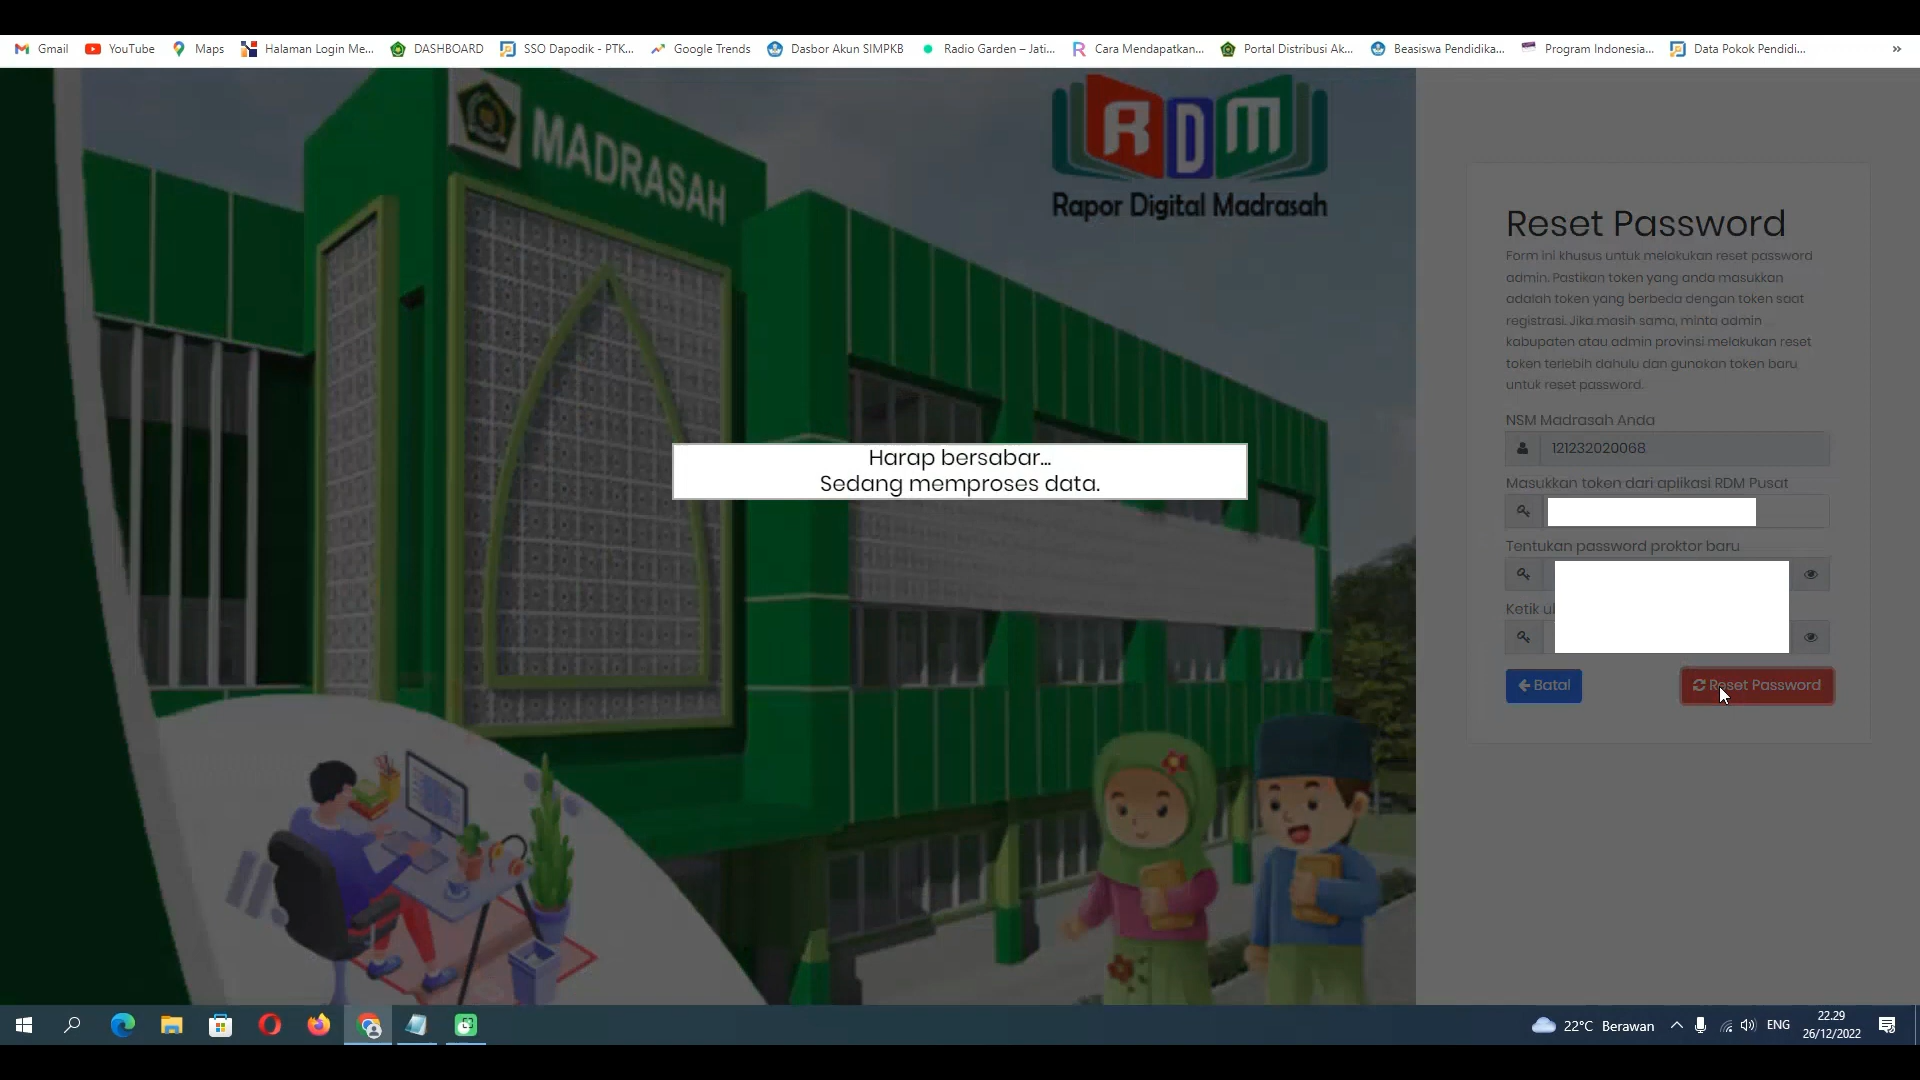 Gmail YouTube Maps Halaman Login Me... DASHBOARD SSO Dapodik - PTK... Google Trends Dasbor Akun SIMPKB Radio Garden – Jati... Cara Mendapatkan... Portal Distribusi Ak... Beasiswa Pendidika... Program Indonesia... Data Pokok Pendidi... »
MADRASAH
RDM
Rapor Digital Madrasah
Reset Password
Form ini khusus untuk melakukan reset password
admin. Pastikan token yang anda masukkan
adalah token yang berbeda dengan token saat
registrasi. Jika masih sama, minta admin
kabupaten atau admin provinsi melakukan reset
token terlebih dahulu dan gunakan token baru
untuk reset password.
NSM Madrasah Anda
121232020068
Masukkan token dari aplikasi RDM Pusat
Tentukan password proktor baru
Ketik ul
Batal Reset Password
Harap bersabar...
Sedang memproses data.
22°C Berawan ENG
22.29
26/12/2022